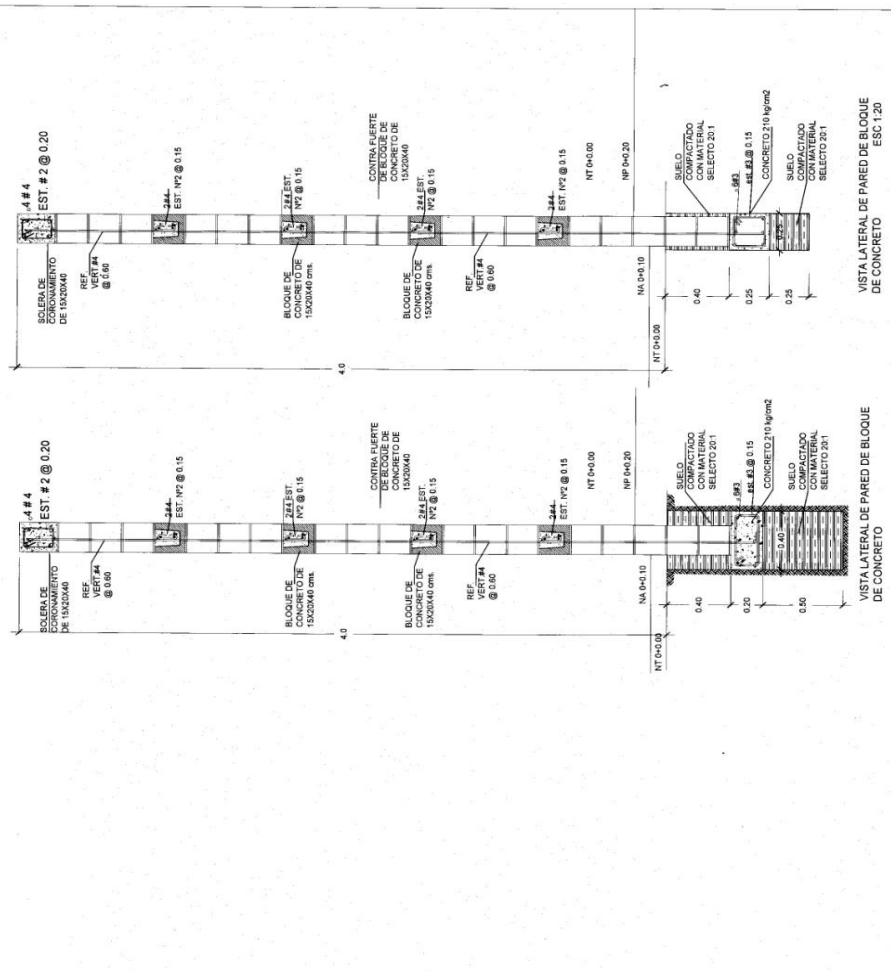 4 # 4
EST. # 2 @ 0.20
SOLERA DE
CORONAMIENTO
DE 15X20X40
REF.
VERT.#4
@ 0.60
2#4
EST. Nº2 @ 0.15
BLOQUE DE
CONCRETO DE
15X20X40 cms.
2#4 EST.
Nº2 @ 0.15
CONTRA FUERTE
DE BLOQUE DE
CONCRETO DE
15X20X40
4.0
BLOQUE DE
CONCRETO DE
15X20X40 cms.
2#4 EST.
Nº2 @ 0.15
REF.
VERT.#4
@ 0.60
2#4
EST. Nº2 @ 0.15
NT 0+0.00
NP 0+0.20
NA 0+0.10
NT 0+0.00
SUELO
COMPACTADO
CON MATERIAL
SELECTO 20:1
6#3
est. #3 @ 0.15
CONCRETO 210 kg/cm2
SUELO
COMPACTADO
CON MATERIAL
SELECTO 20:1
0.40
0.20
0.50
0.40
VISTA LATERAL DE PARED DE BLOQUE
DE CONCRETO
4 # 4
EST. # 2 @ 0.20
SOLERA DE
CORONAMIENTO
DE 15X20X40
REF.
VERT.#4
@ 0.60
2#4
EST. Nº2 @ 0.15
BLOQUE DE
CONCRETO DE
15X20X40 cms.
2#4 EST.
Nº2 @ 0.15
CONTRA FUERTE
DE BLOQUE DE
CONCRETO DE
15X20X40
4.0
BLOQUE DE
CONCRETO DE
15X20X40 cms.
2#4 EST.
Nº2 @ 0.15
REF.
VERT.#4
@ 0.60
2#4
EST. Nº2 @ 0.15
NT 0+0.00
NP 0+0.20
NA 0+0.10
NT 0+0.00
SUELO
COMPACTADO
CON MATERIAL
SELECTO 20:1
6#3
est. #3 @ 0.15
CONCRETO 210 kg/cm2
SUELO
COMPACTADO
CON MATERIAL
SELECTO 20:1
0.40
0.25
0.25
0.25
VISTA LATERAL DE PARED DE BLOQUE
DE CONCRETO
ESC 1:20